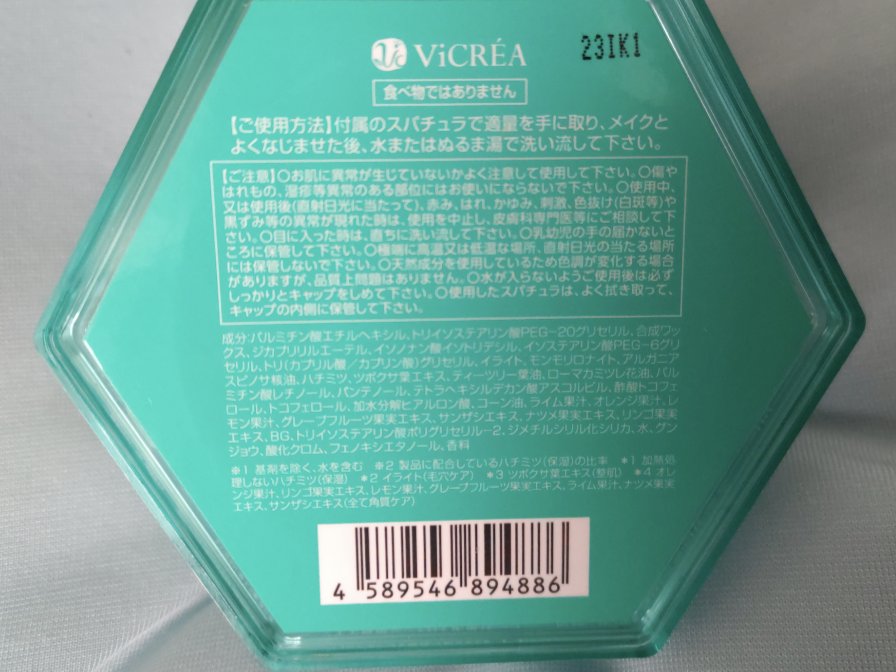 ViCRÉA
23IK1
食べ物ではありません
【ご使用方法】付属のスパチュラで適量を手に取り、メイクと
よくなじませた後、水またはぬるま湯で洗い流して下さい。
【ご注意】○お肌に異常が生じていないかよく注意して使用して下さい。○傷や
はれもの、湿疹等異常のある部位にはお使いにならないで下さい。○使用中、
又は使用後(直射日光に当たって)、赤み、はれ、かゆみ、刺激、色抜け(白斑等)や
黒ずみ等の異常が現れた時は、使用を中止し、皮膚科専門医等にご相談して下
さい。○目に入った時は、直ちに洗い流して下さい。○乳幼児の手の届かないと
ころに保管して下さい。○極端に高温又は低温な場所、直射日光の当たる場所
には保管しないで下さい。○天然成分を使用しているため色調が変化する場合
がありますが、品質上問題はありません。○水が入らないようご使用後は必ず
しっかりとキャップをしめて下さい。○使用したスパチュラは、よく拭き取って、
キャップの内側に保管して下さい。
成分:パルミチン酸エチルヘキシル、トリイソステアリン酸PEG-20グリセリル、合成ワッ
クス、ジカプリリルエーテル、イソノナン酸イソトリデシル、イソステアリン酸PEG-6グリ
セリル、トリ(カプリル酸/カプリン酸)グリセリル、イライト、モンモリロナイト、アルガニア
スピノサ核油、ハチミツ、ツボクサ葉エキス、ティーツリー葉油、ローマカミツレ花油、パル
ミチン酸レチノール、パンテノール、テトラヘキシルデカン酸アスコルビル、酢酸トコフェ
ロール、トコフェロール、加水分解ヒアルロン酸、コーン油、ライム果汁、オレンジ果汁、レ
モン果汁、グレープフルーツ果実エキス、サンザシエキス、ナツメ果実エキス、リンゴ果実
エキス、BG、トリイソステアリン酸ポリグリセリル-2、ジメチルシリル化シリカ、水、グン
ジョウ、酸化クロム、フェノキシエタノール、香料
※1 基剤を除く、水を含む ※2 製品に配合しているハチミツ(保湿)の比率 *1 加熱処
理しないハチミツ(保湿) *2 イライト(毛穴ケア) *3 ツボクサ葉エキス(整肌) *4 オレ
ンジ果汁、リンゴ果実エキス、レモン果汁、グレープフルーツ果実エキス、ライム果汁、ナツメ果実
エキス、サンザシエキス(全て角質ケア)
4 589546 894886